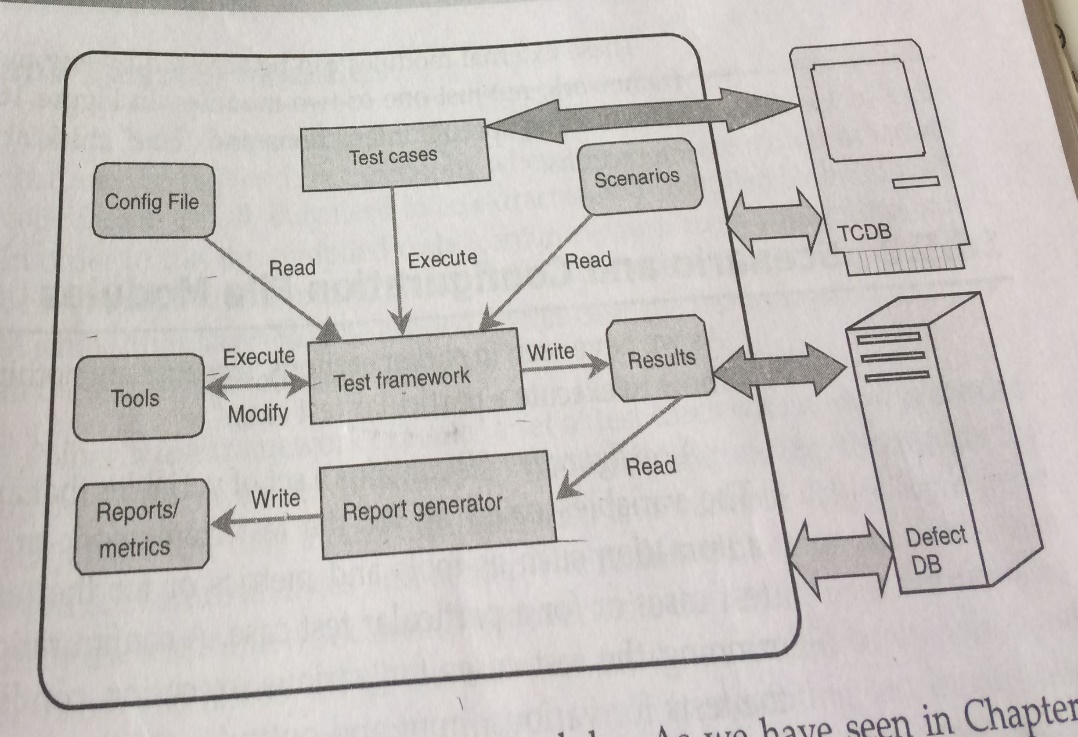 Test cases
Scenarios
Config File
TCDB
Read
Execute
Read
Execute
Write
Results
Tools
Test framework
Modify
Read
Reports/
metrics
Write
Report generator
Defect
DB
As we have seen in Chapter